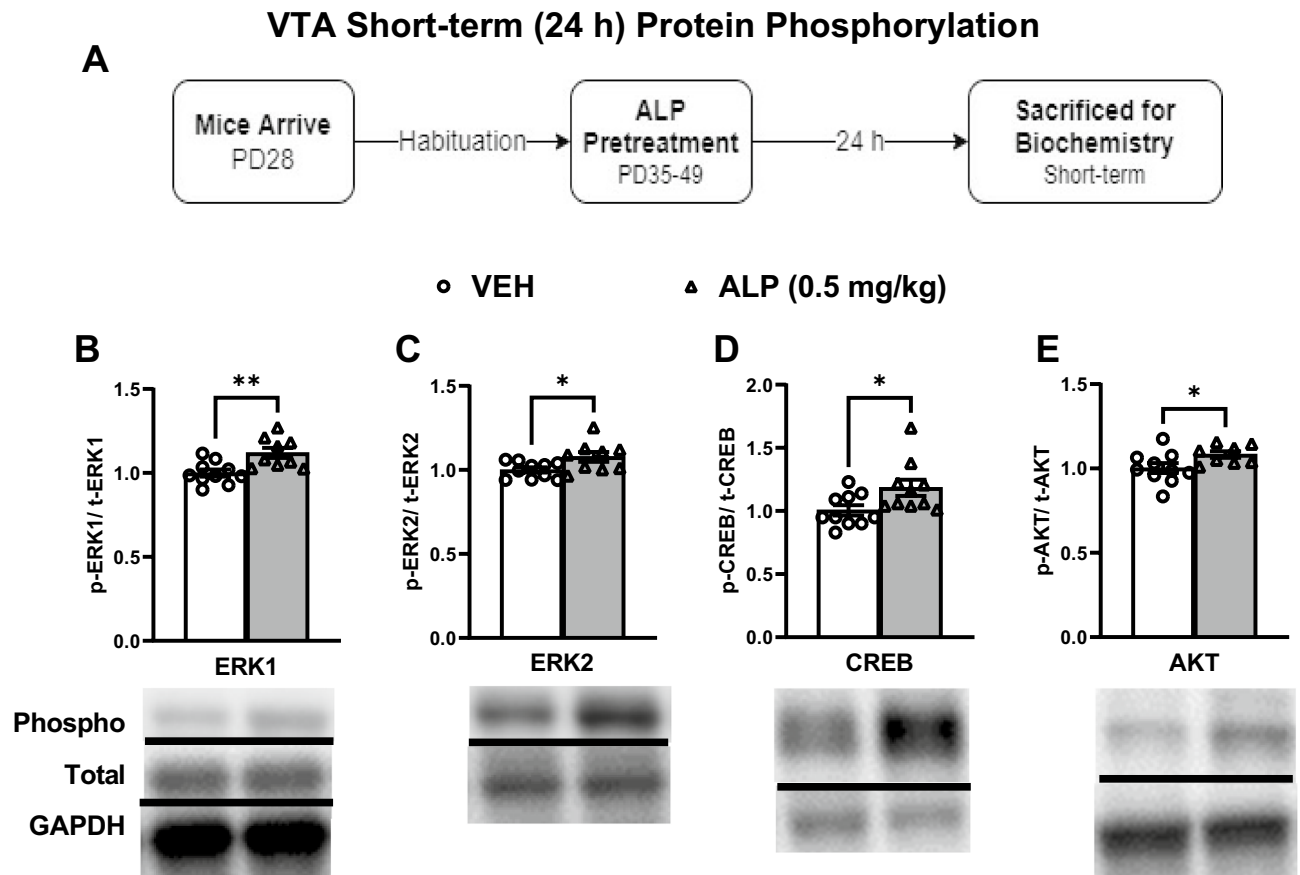 VTA Short-term (24 h) Protein Phosphorylation
A
Mice Arrive
PD28
Habituation
ALP
Pretreatment
PD35-49
24 h
Sacrificed for
Biochemistry
Short-term
VEH
ALP (0.5 mg/kg)
B
p-ERK1/ t-ERK1
1.5
1.0
0.5
0.0
**
ERK1
C
p-ERK2/ t-ERK2
1.5
1.0
0.5
0.0
*
ERK2
D
p-CREB/ t-CREB
2.0
1.5
1.0
0.5
0.0
*
CREB
E
p-AKT/ t-AKT
1.5
1.0
0.5
0.0
*
AKT
Phospho
Total
GAPDH